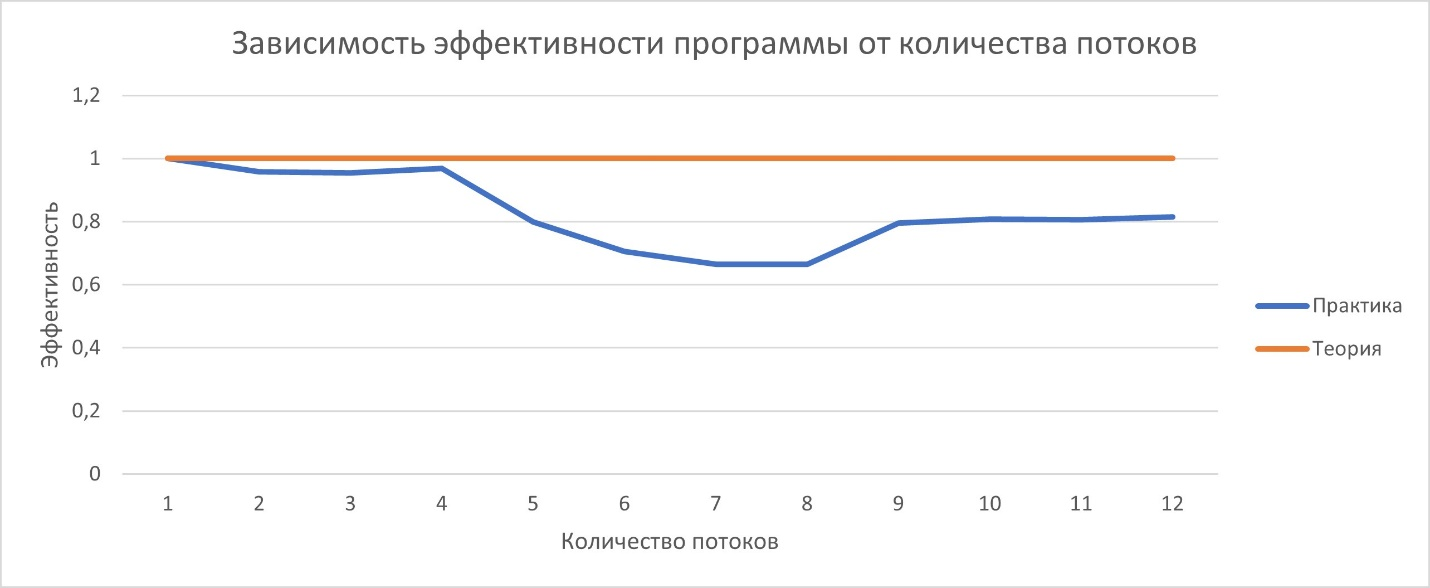 Зависимость эффективности программы от количества потоков
1,2
1
0,8
0,6
0,4
0,2
0
Эффективность
1 2 3 4 5 6 7 8 9 10 11 12
Количество потоков
Практика
Теория